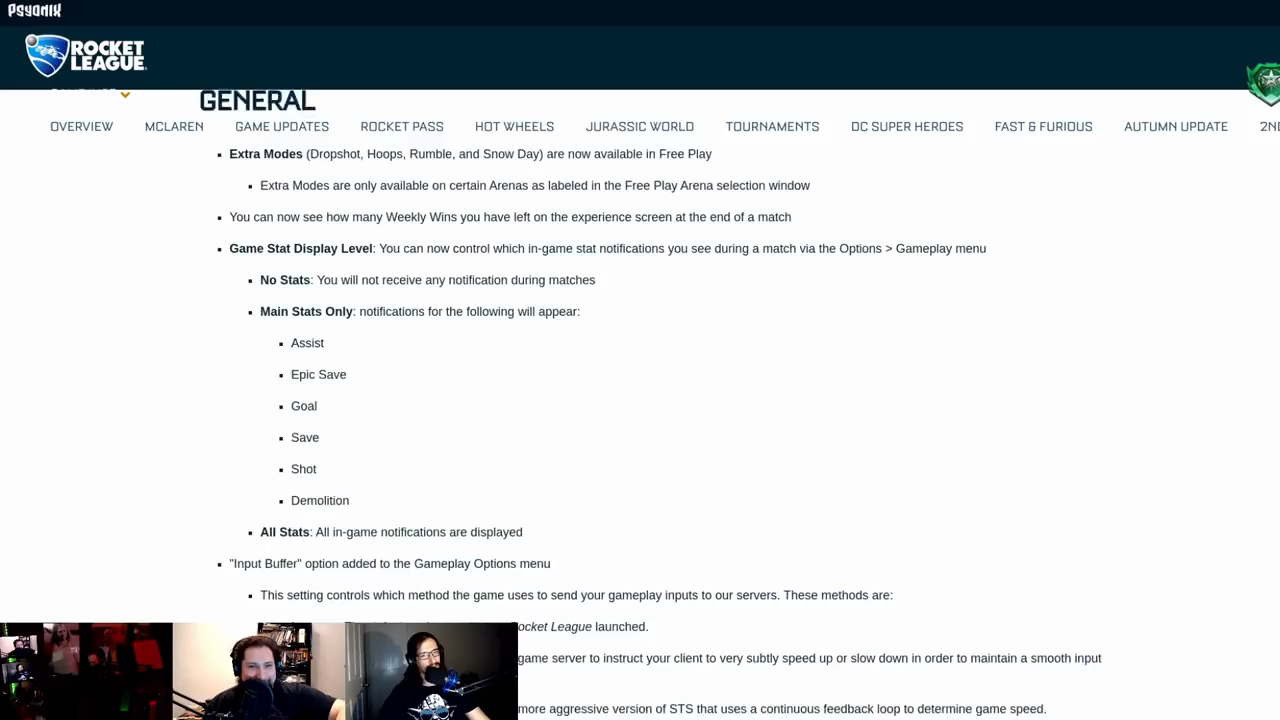 PSYONIX
ROCKET
LEAGUE
GENERAL
OVERVIEW MCLAREN GAME UPDATES ROCKET PASS HOT WHEELS JURASSIC WORLD TOURNAMENTS DC SUPER HEROES FAST & FURIOUS AUTUMN UPDATE 2ND
Extra Modes (Dropshot, Hoops, Rumble, and Snow Day) are now available in Free Play
Extra Modes are only available on certain Arenas as labeled in the Free Play Arena selection window
You can now see how many Weekly Wins you have left on the experience screen at the end of a match
Game Stat Display Level: You can now control which in-game stat notifications you see during a match via the Options > Gameplay menu
No Stats: You will not receive any notification during matches
Main Stats Only: notifications for the following will appear:
Assist
Epic Save
Goal
Save
Shot
Demolition
All Stats: All in-game notifications are displayed
"Input Buffer" option added to the Gameplay Options menu
This setting controls which method the game uses to send your gameplay inputs to our servers. These methods are:
ocket League launched.
game server to instruct your client to very subtly speed up or slow down in order to maintain a smooth input
more aggressive version of STS that uses a continuous feedback loop to determine game speed.